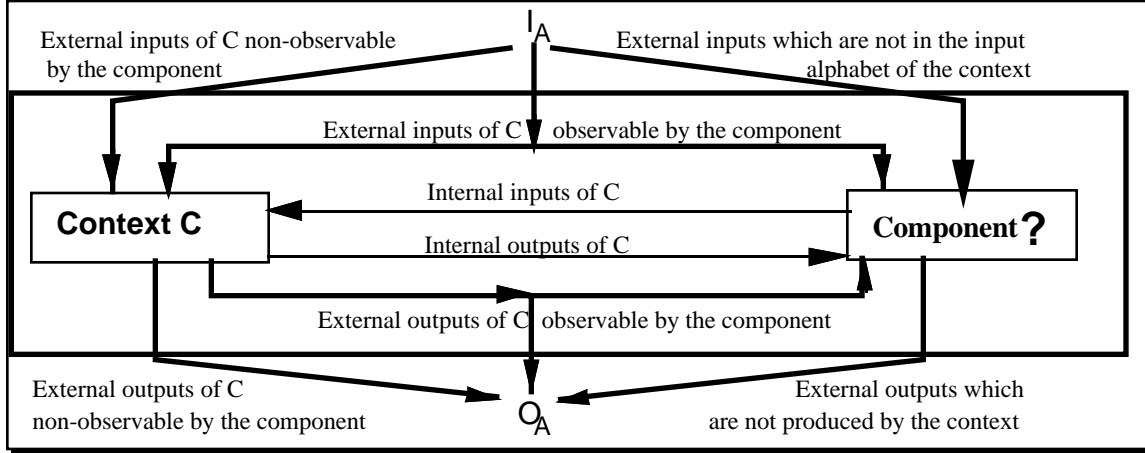 I_A
External inputs of C non-observable
by the component
External inputs which are not in the input
alphabet of the context
External inputs of C observable by the component
Internal inputs of C
Context C
Component ?
Internal outputs of C
External outputs of C observable by the component
External outputs of C
non-observable by the component
O_A
External outputs which
are not produced by the context